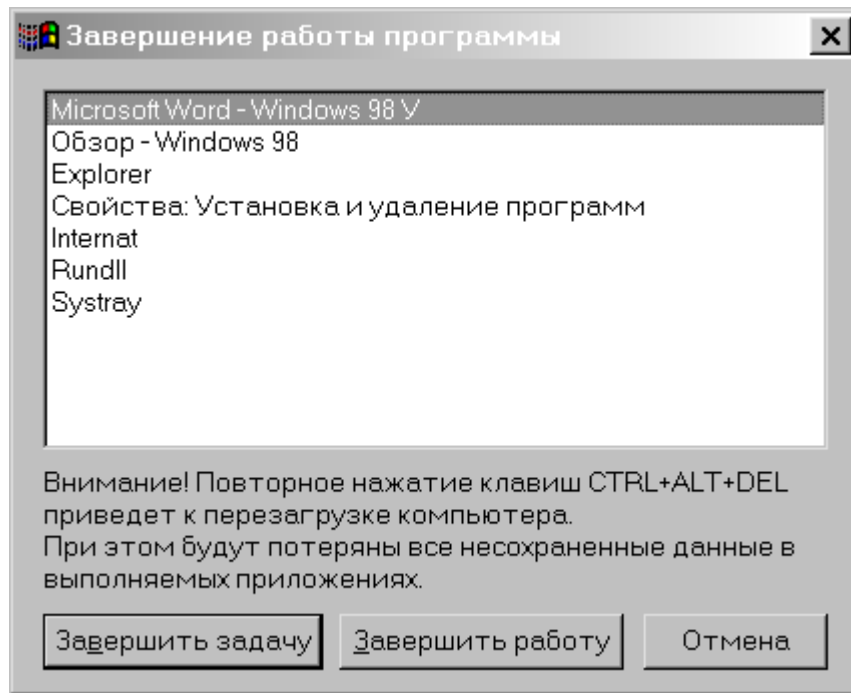 Завершение работы программы
Microsoft Word - Windows 98 У
Обзор - Windows 98
Explorer
Свойства: Установка и удаление программ
Internat
Rundll
Systray
Внимание! Повторное нажатие клавиш CTRL+ALT+DEL
приведет к перезагрузке компьютера.
При этом будут потеряны все несохраненные данные в
выполняемых приложениях.
Завершить задачу Завершить работу Отмена